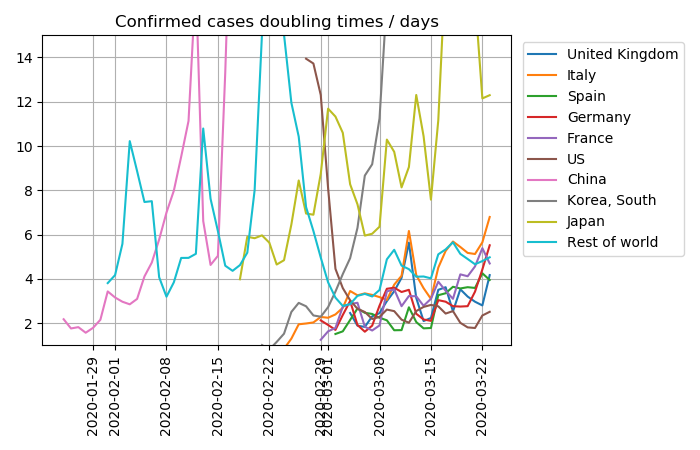 Confirmed cases doubling times / days
14
12
10
8
6
4
2
2020-01-29
2020-02-01
2020-02-08
2020-02-15
2020-02-22
2020-02-29
2020-03-01
2020-03-08
2020-03-15
2020-03-22
United Kingdom
Italy
Spain
Germany
France
US
China
Korea, South
Japan
Rest of world